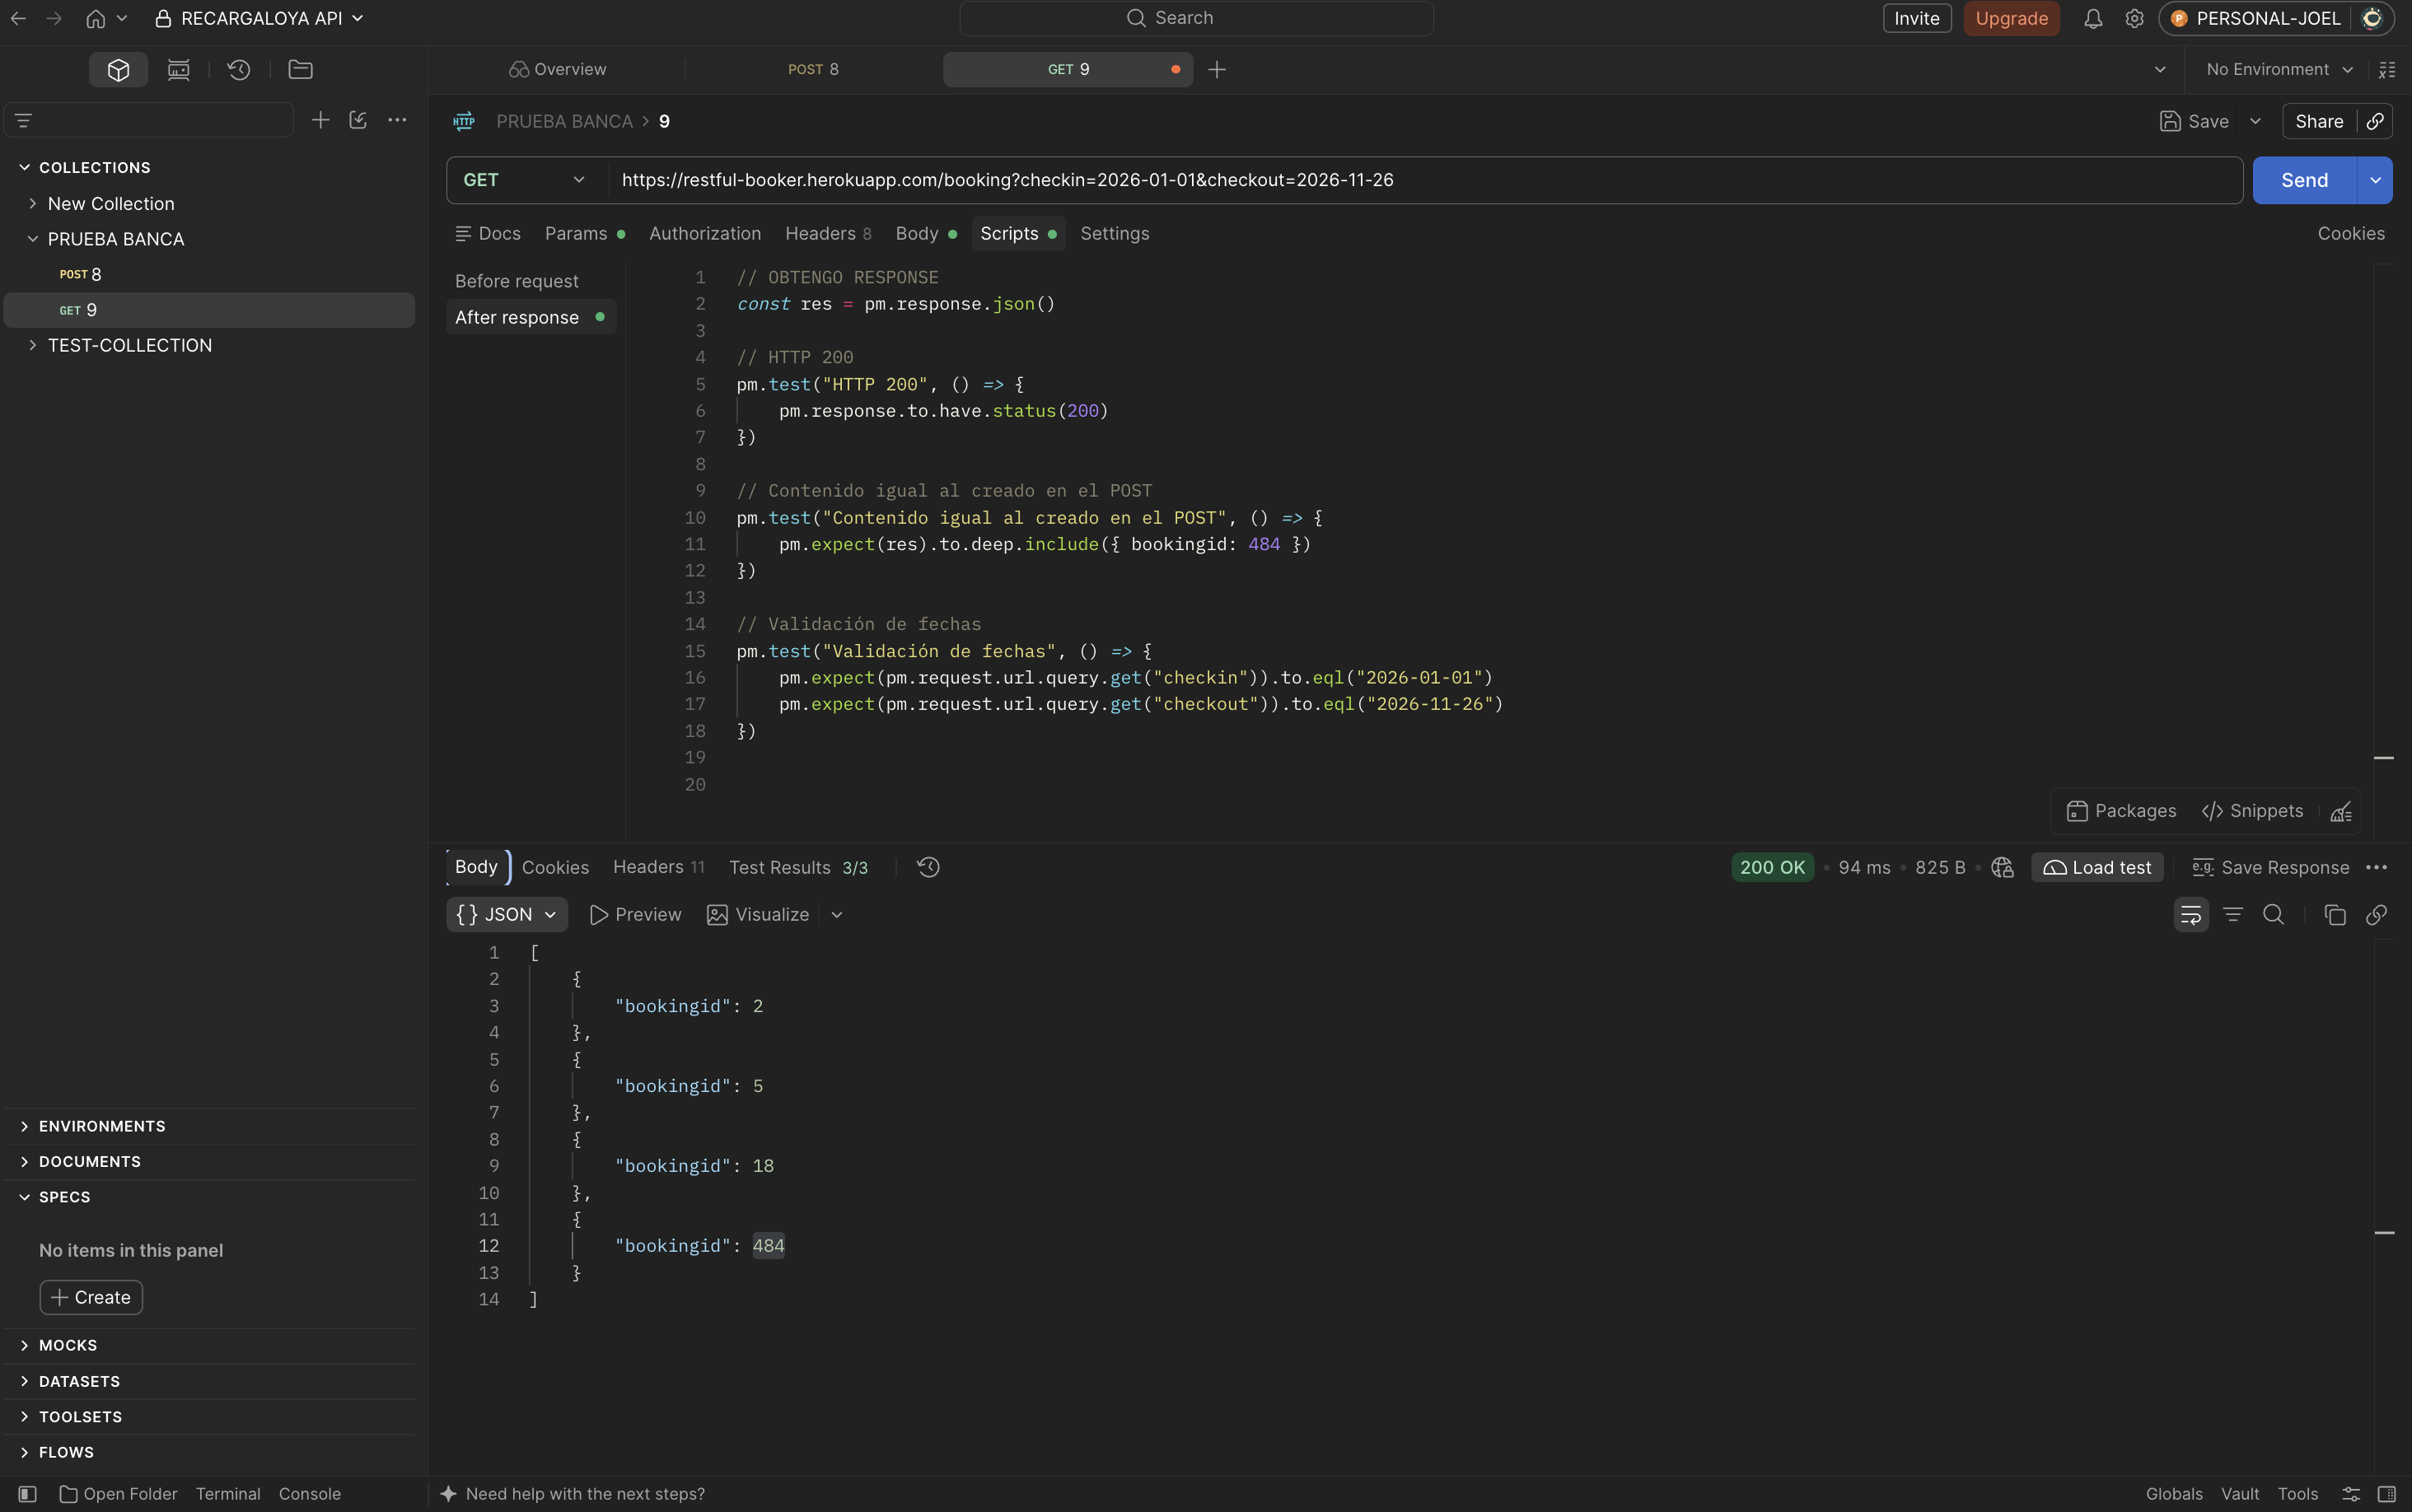 RECARGALOYA API
Search
Invite
Upgrade
P
PERSONAL-JOEL
Overview
POST 8
GET 9
No Environment
COLLECTIONS
New Collection
PRUEBA BANCA
POST 8
GET 9
TEST-COLLECTION
HTTP PRUEBA BANCA > 9
Save
Share
GET
https://restful-booker.herokuapp.com/booking?checkin=2026-01-01&checkout=2026-11-26
Send
Docs
Params
Authorization
Headers 8
Body
Scripts
Settings
Cookies
Before request
After response
1 // OBTENGO RESPONSE
2 const res = pm.response.json()
3
4 // HTTP 200
5 pm.test("HTTP 200", () => {
6 pm.response.to.have.status(200)
7 })
8
9 // Contenido igual al creado en el POST
10 pm.test("Contenido igual al creado en el POST", () => {
11 pm.expect(res).to.deep.include({ bookingid: 484 })
12 })
13
14 // Validación de fechas
15 pm.test("Validación de fechas", () => {
16 pm.expect(pm.request.url.query.get("checkin")).to.eql("2026-01-01")
17 pm.expect(pm.request.url.query.get("checkout")).to.eql("2026-11-26")
18 })
19
20
Packages
</> Snippets
Body
Cookies
Headers 11
Test Results 3/3
200 OK • 94 ms • 825 B •
Load test
e.g. Save Response
{} JSON
Preview
Visualize
1 [
2 {
3 "bookingid": 2
4 },
5 {
6 "bookingid": 5
7 },
8 {
9 "bookingid": 18
10 },
11 {
12 "bookingid": 484
13 }
14 ]
ENVIRONMENTS
DOCUMENTS
SPECS
No items in this panel
+ Create
MOCKS
DATASETS
TOOLSETS
FLOWS
Open Folder
Terminal
Console
Need help with the next steps?
Globals
Vault
Tools